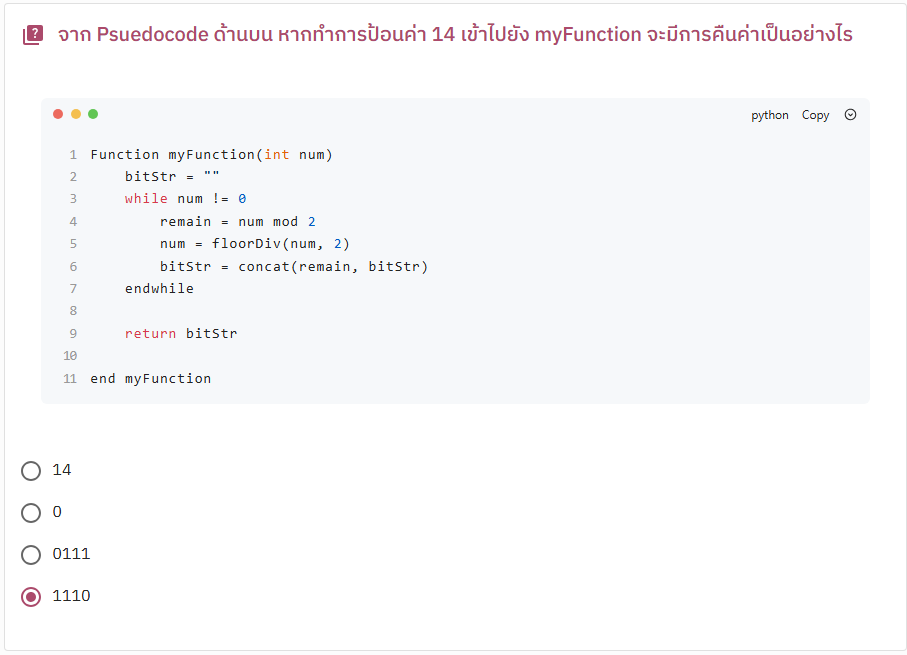 จาก Psuedocode ด้านบน หากทำการป้อนค่า 14 เข้าไปยัง myFunction จะมีการคืนค่าเป็นอย่างไร
python Copy
1 Function myFunction(int num)
2 bitStr = ""
3 while num != 0
4 remain = num mod 2
5 num = floorDiv(num, 2)
6 bitStr = concat(remain, bitStr)
7 endwhile
8
9 return bitStr
10
11 end myFunction
14
0
0111
1110